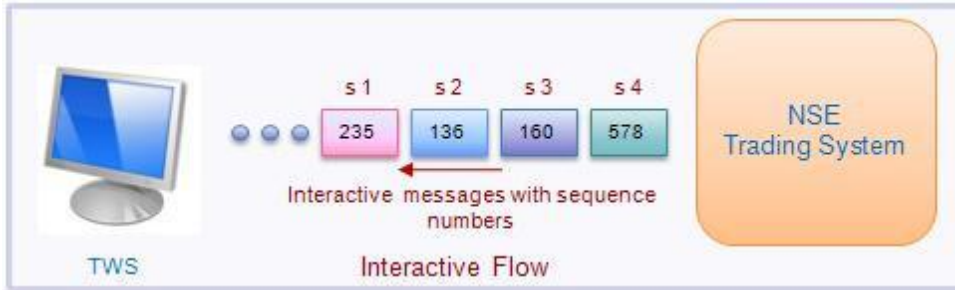 s 1 s 2 s 3 s 4
235 136 160 578
NSE
Trading System
Interactive messages with sequence
numbers
TWS
Interactive Flow